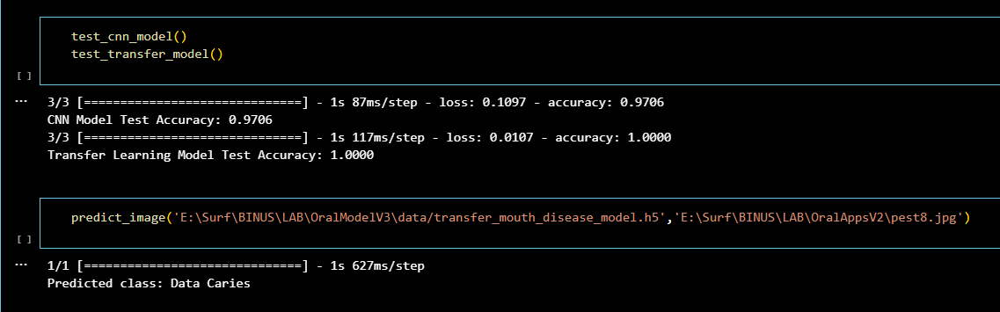 test_cnn_model()
test_transfer_model()
[ ]
... 3/3 [==============================] - 1s 87ms/step - loss: 0.1097 - accuracy: 0.9706
CNN Model Test Accuracy: 0.9706
3/3 [==============================] - 1s 117ms/step - loss: 0.0107 - accuracy: 1.0000
Transfer Learning Model Test Accuracy: 1.0000
predict_image('E:\Surf\BINUS\LAB\OralModelV3\data/transfer_mouth_disease_model.h5','E:\Surf\BINUS\LAB\OralAppsV2\pest8.jpg')
[ ]
... 1/1 [==============================] - 1s 627ms/step
Predicted class: Data Caries